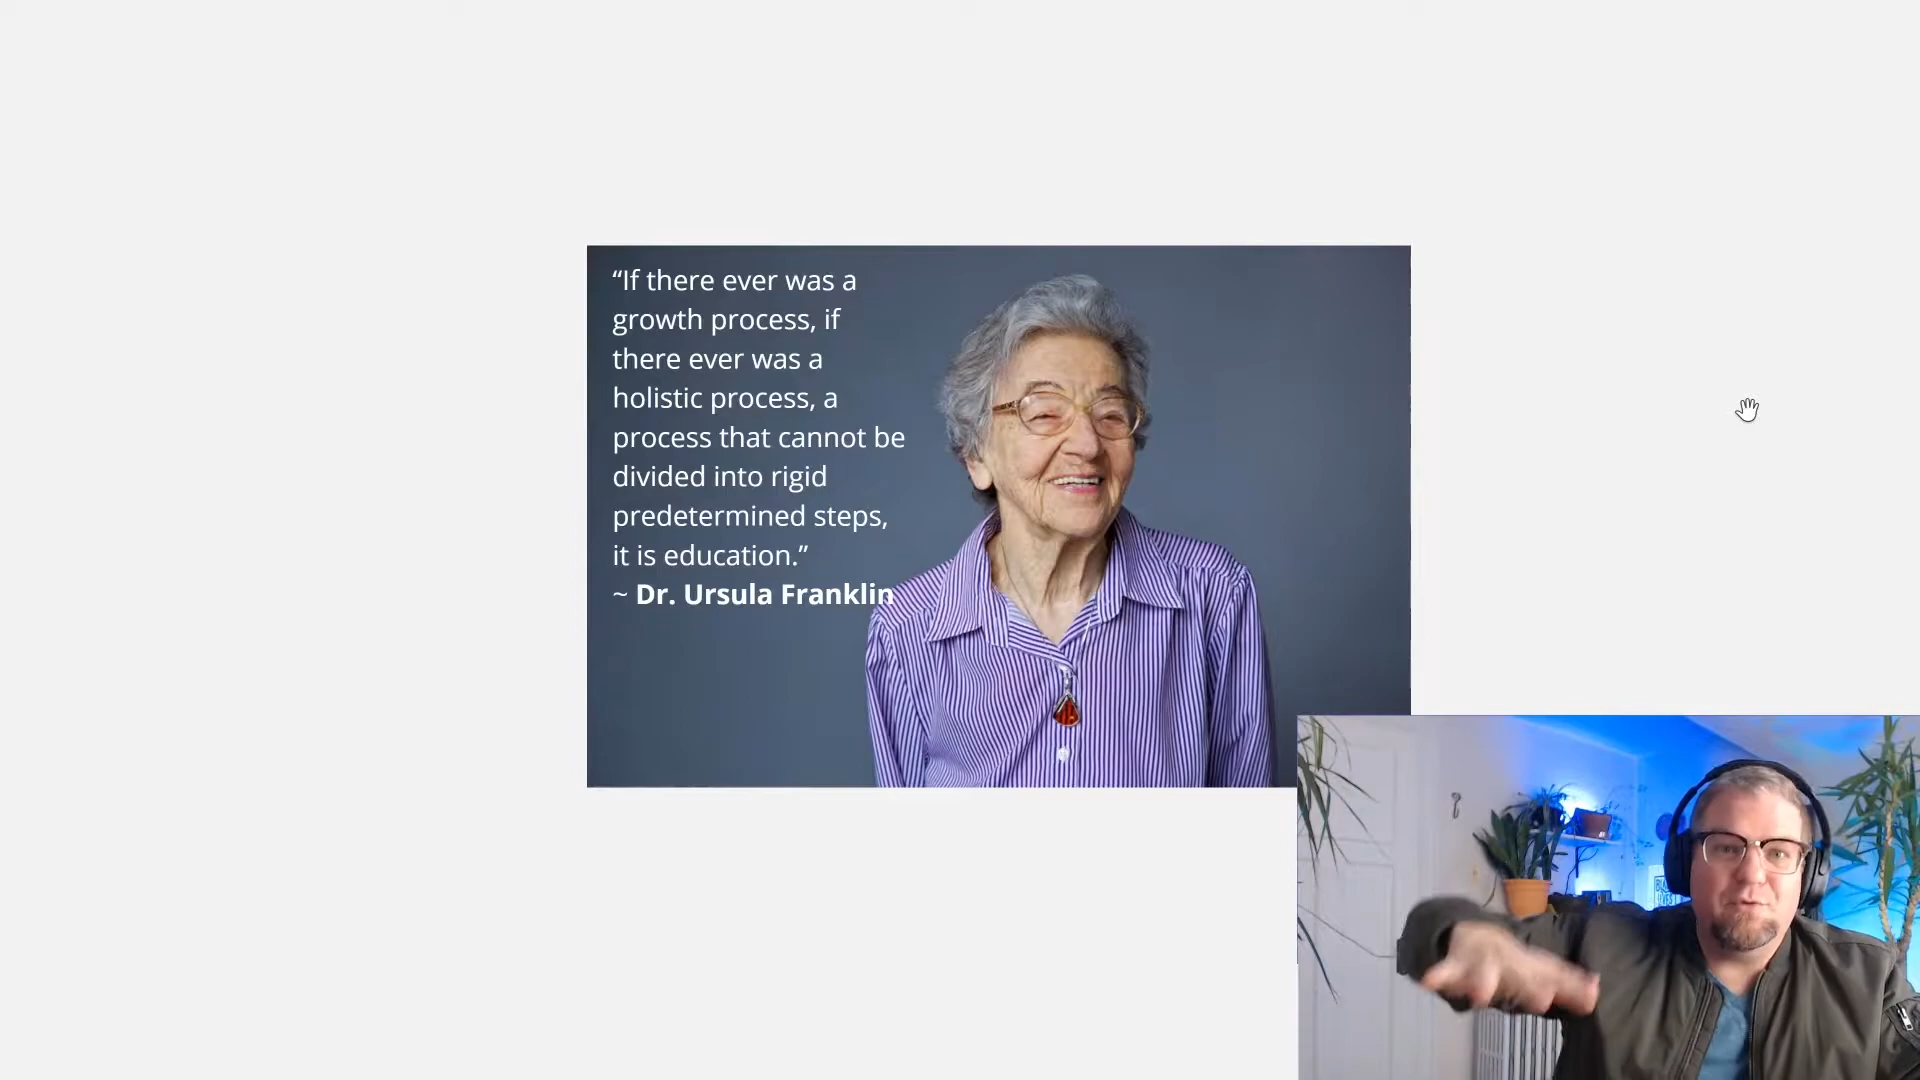 “If there ever was a
growth process, if
there ever was a
holistic process, a
process that cannot be
divided into rigid
predetermined steps,
it is education.”
~ Dr. Ursula Franklin